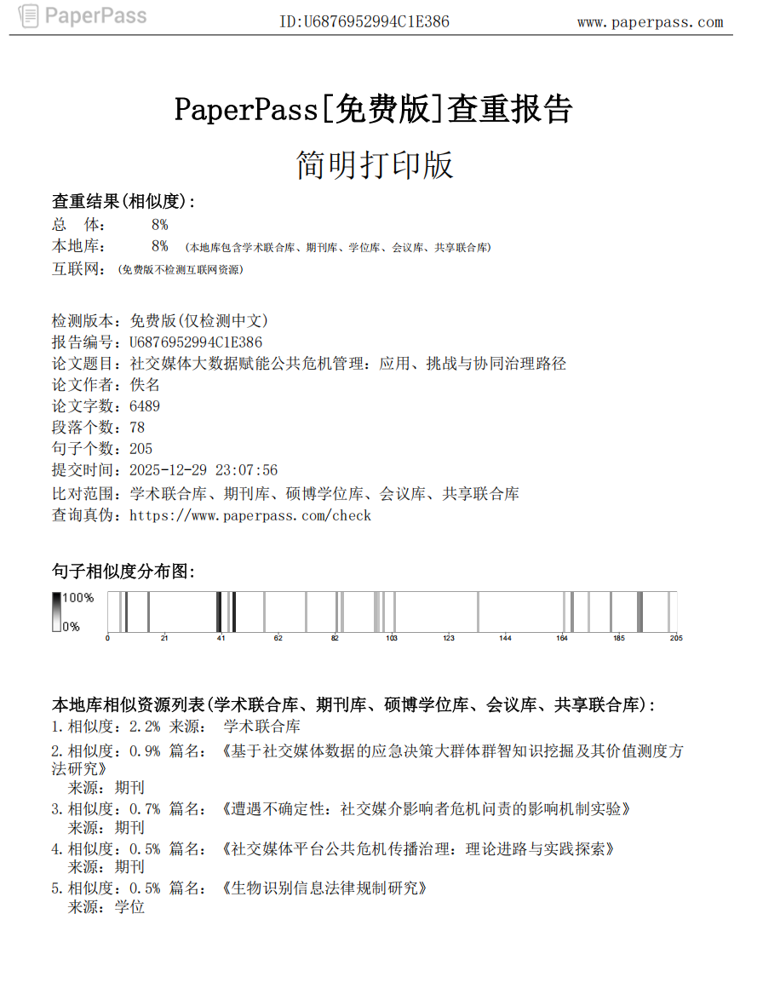 PaperPass
ID:U6876952994C1E386
www.paperpass.com
PaperPass[免费版]查重报告
简明打印版
查重结果(相似度):
总 体: 8%
本地库: 8% (本地库包含学术联合库、期刊库、学位库、会议库、共享联合库)
互联网: (免费版不检测互联网资源)
检测版本: 免费版(仅检测中文)
报告编号: U6876952994C1E386
论文题目: 社交媒体大数据赋能公共危机管理: 应用、挑战与协同治理路径
论文作者: 佚名
论文字数: 6489
段落个数: 78
句子个数: 205
提交时间: 2025-12-29 23:07:56
比对范围: 学术联合库、期刊库、硕博学位库、会议库、共享联合库
查询真伪: https://www.paperpass.com/check
句子相似度分布图:
100%
0%
0 21 41 62 82 103 123 144 164 185 205
本地库相似资源列表(学术联合库、期刊库、硕博学位库、会议库、共享联合库):
1. 相似度: 2.2% 来源: 学术联合库
2. 相似度: 0.9% 篇名: 《基于社交媒体数据的应急决策大群体群智知识挖掘及其价值测度方
法研究》
来源: 期刊
3. 相似度: 0.7% 篇名: 《遭遇不确定性: 社交媒介影响者危机问责的影响机制实验》
来源: 期刊
4. 相似度: 0.5% 篇名: 《社交媒体平台公共危机传播治理: 理论进路与实践探索》
来源: 期刊
5. 相似度: 0.5% 篇名: 《生物识别信息法律规制研究》
来源: 学位